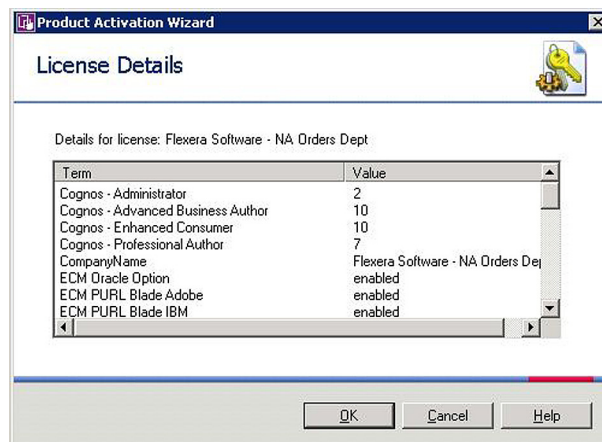 Product Activation Wizard
License Details
Details for license: Flexera Software - NA Orders Dept
Term Value
Cognos - Administrator 2
Cognos - Advanced Business Author 10
Cognos - Enhanced Consumer 10
Cognos - Professional Author 7
CompanyName Flexera Software - NA Orders Dep
ECM Oracle Option enabled
ECM PURL Blade Adobe enabled
ECM PURL Blade IBM enabled
OK Cancel Help